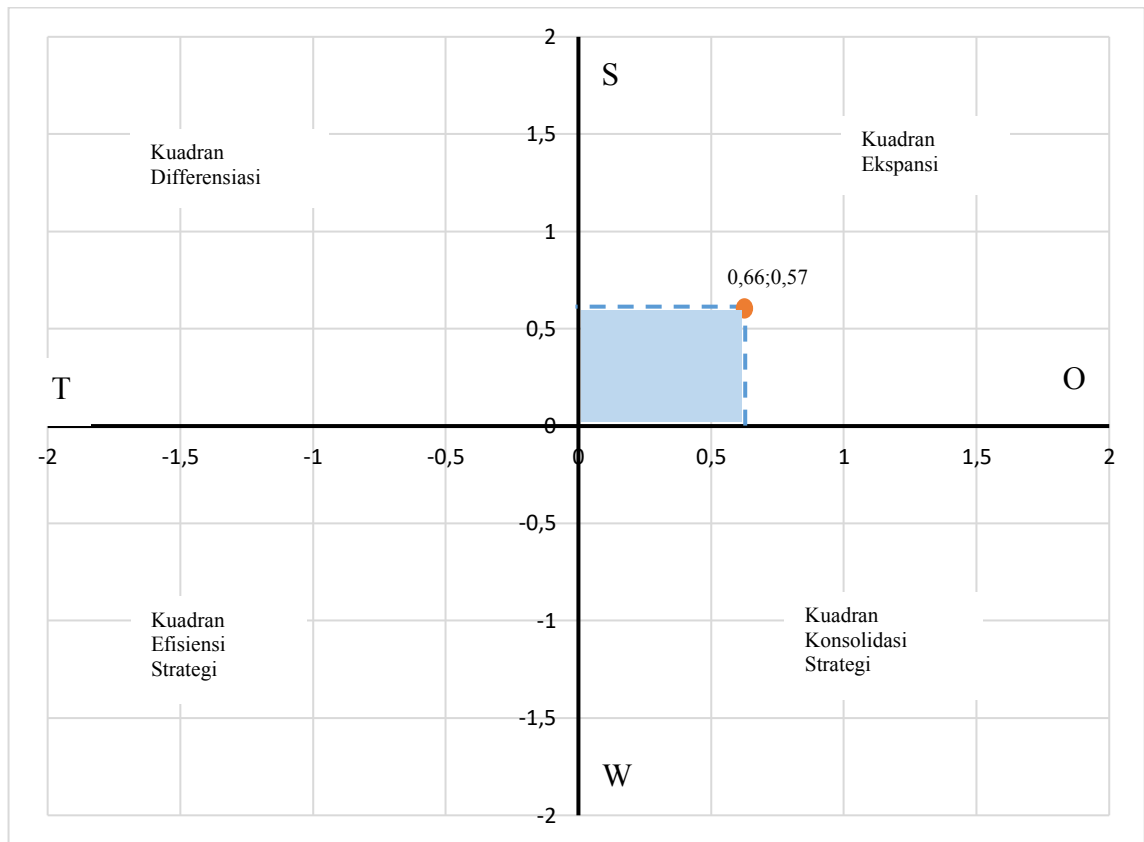 2
S
Kuadran
Differensiasi
1,5
Kuadran
Ekspansi
1
0,66;0,57
0,5
T
O
0
-2
-1,5
-1
-0,5
0
0,5
1
1,5
2
-0,5
Kuadran
Efisiensi
Strategi
-1
Kuadran
Konsolidasi
Strategi
-1,5
W
-2